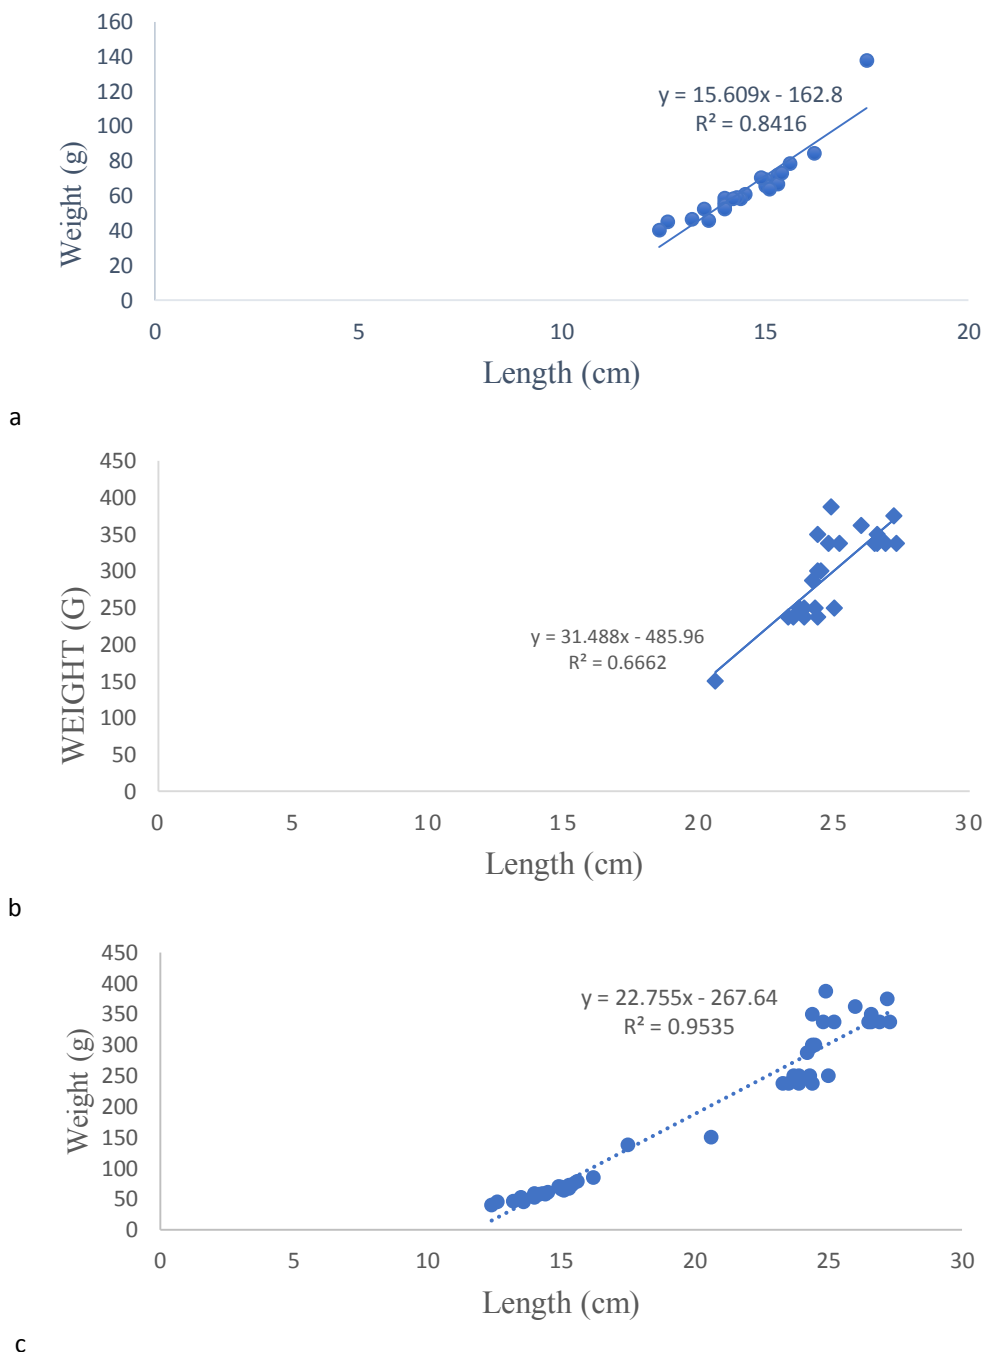 160
140
120
100
80
60
40
20
0
Weight (g)
y = 15.609x - 162.8
R² = 0.8416
0 5 10 15 20
Length (cm)
a
450
400
350
300
250
200
150
100
50
0
WEIGHT (G)
y = 31.488x - 485.96
R² = 0.6662
0 5 10 15 20 25 30
Length (cm)
b
450
400
350
300
250
200
150
100
50
0
Weight (g)
y = 22.755x - 267.64
R² = 0.9535
0 5 10 15 20 25 30
Length (cm)
c